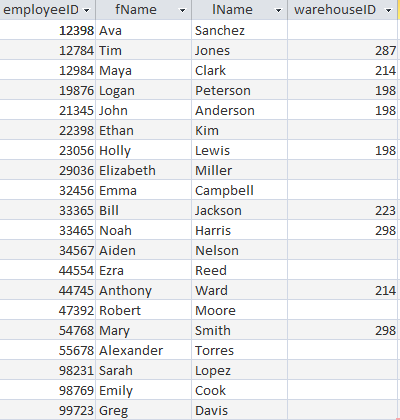 employeeID fName lName warehouseID
12398 Ava Sanchez
12784 Tim Jones 287
12984 Maya Clark 214
19876 Logan Peterson 198
21345 John Anderson 198
22398 Ethan Kim
23056 Holly Lewis 198
29036 Elizabeth Miller
32456 Emma Campbell
33365 Bill Jackson 223
33465 Noah Harris 298
34567 Aiden Nelson
44554 Ezra Reed
44745 Anthony Ward 214
47392 Robert Moore
54768 Mary Smith 298
55678 Alexander Torres
98231 Sarah Lopez
98769 Emily Cook
99723 Greg Davis